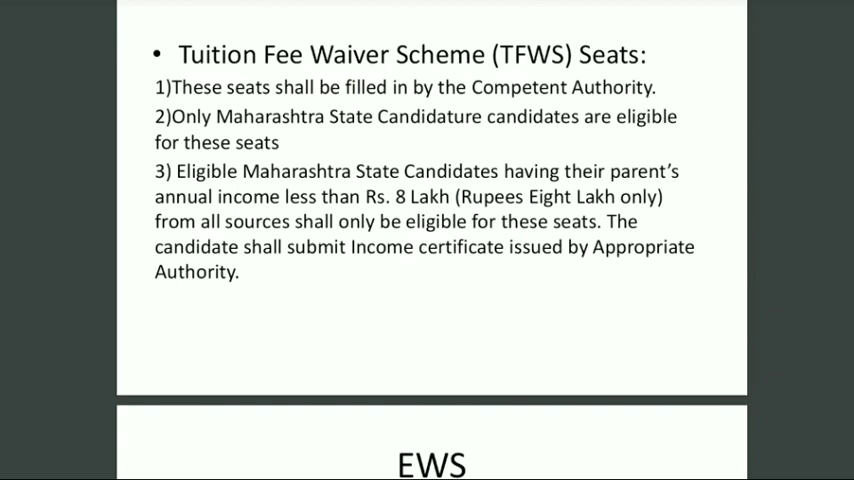 • Tuition Fee Waiver Scheme (TFWS) Seats:
1)These seats shall be filled in by the Competent Authority.
2)Only Maharashtra State Candidature candidates are eligible
for these seats
3) Eligible Maharashtra State Candidates having their parent’s
annual income less than Rs. 8 Lakh (Rupees Eight Lakh only)
from all sources shall only be eligible for these seats. The
candidate shall submit Income certificate issued by Appropriate
Authority.
EWS